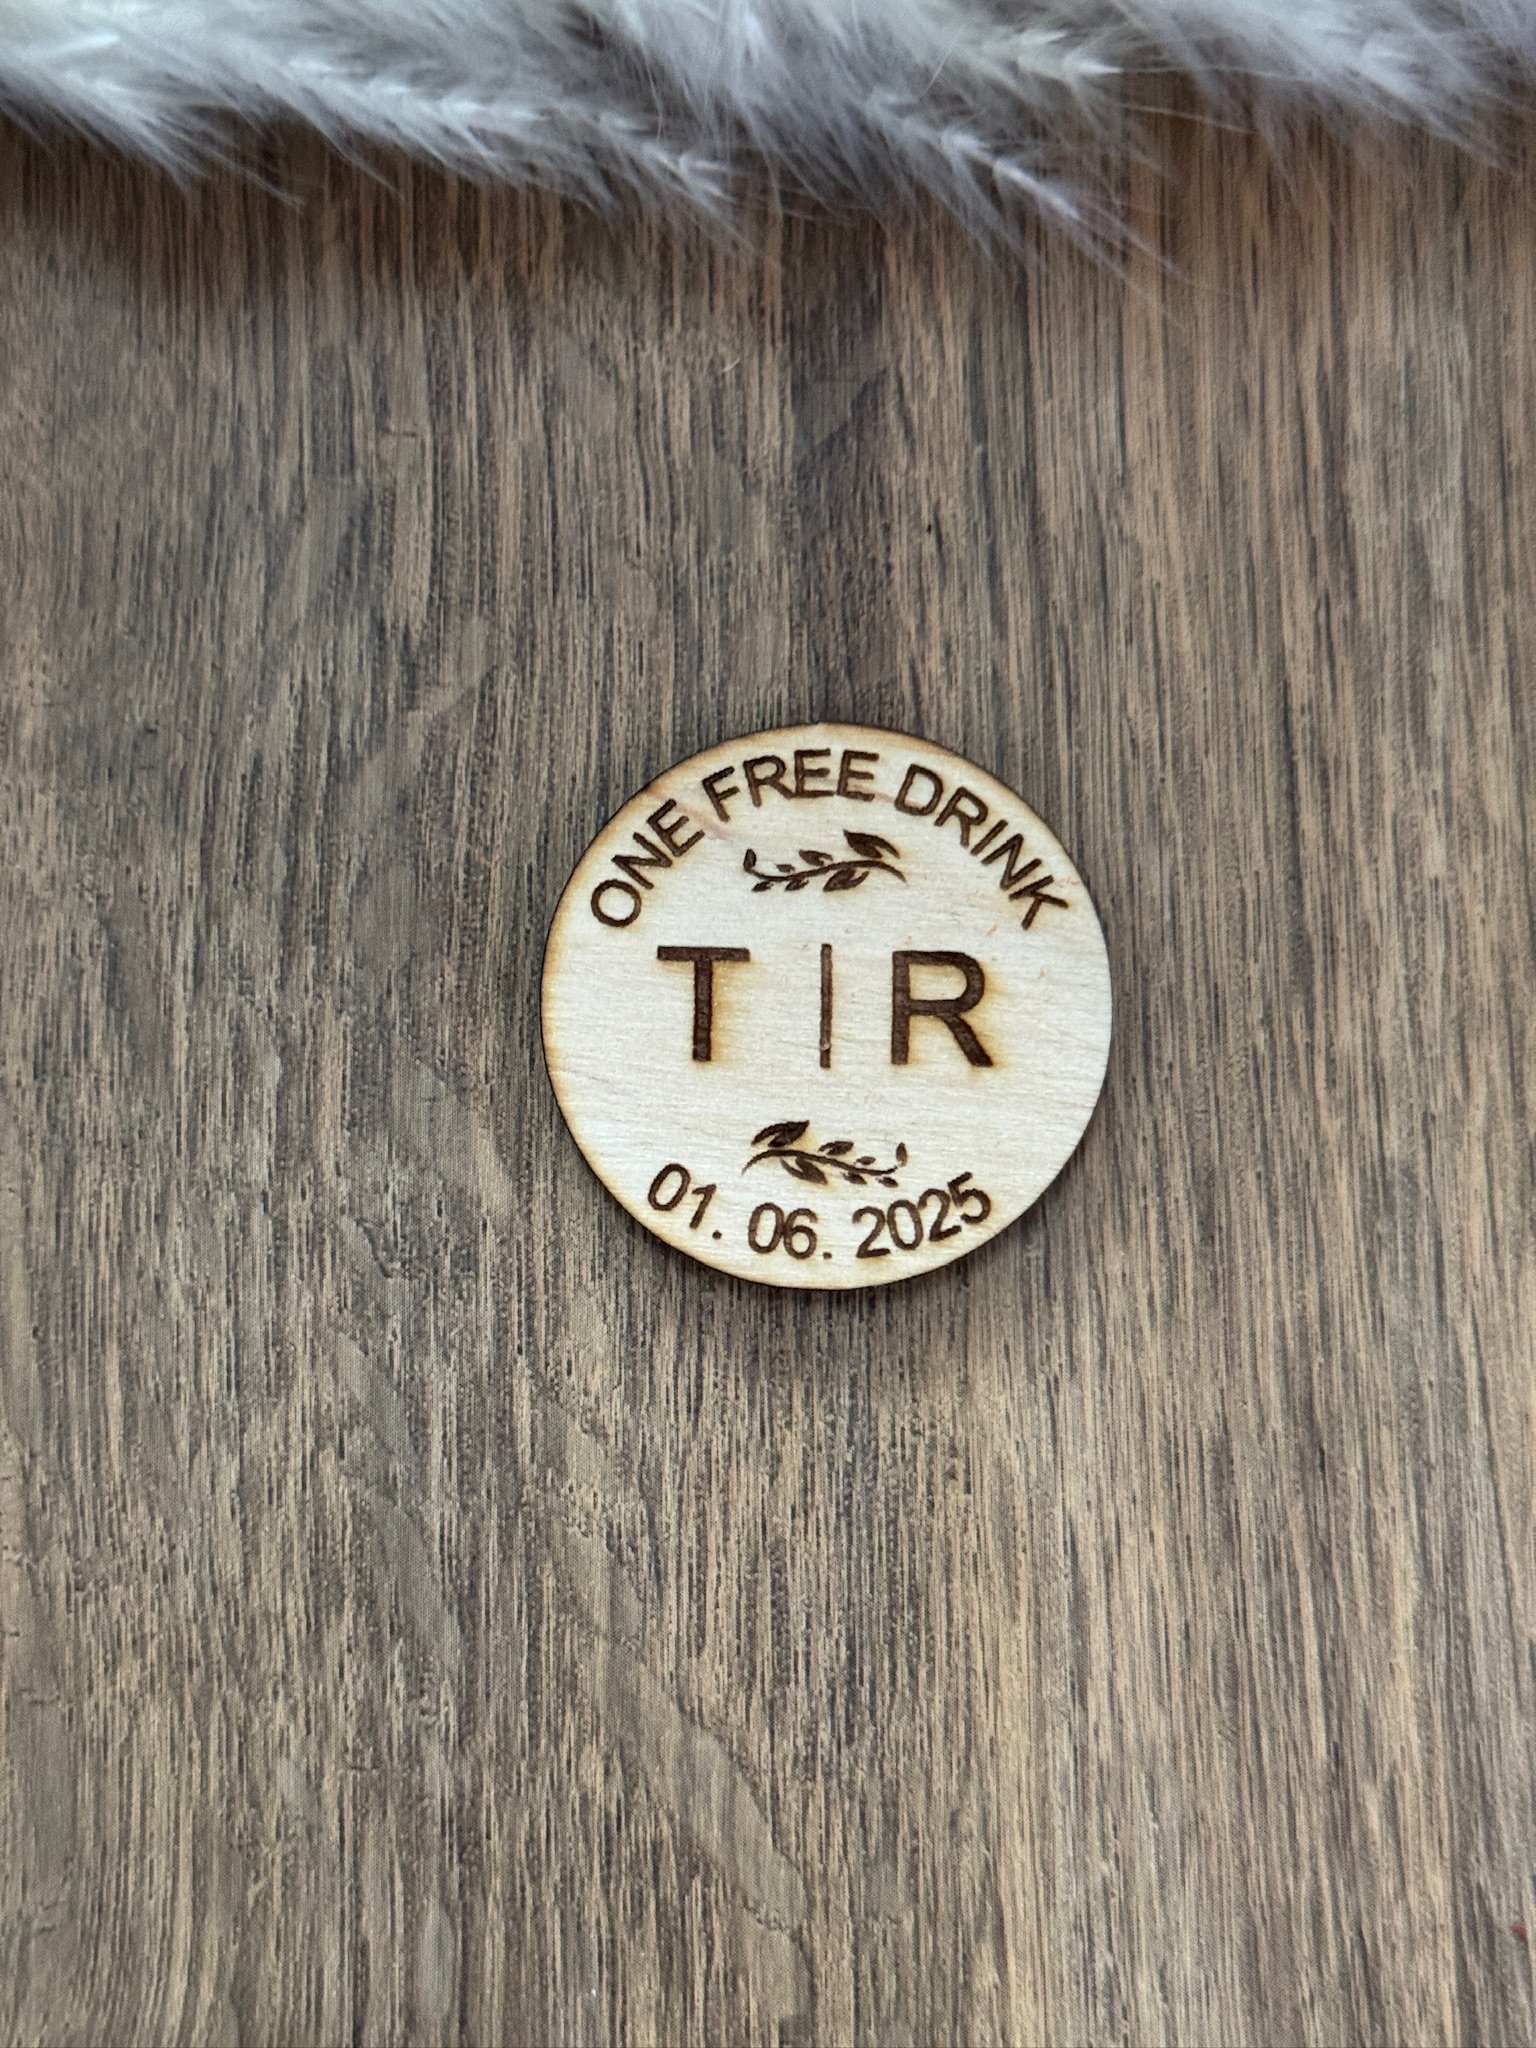 ONE FREE DRINK
T | R
01. 06. 2025